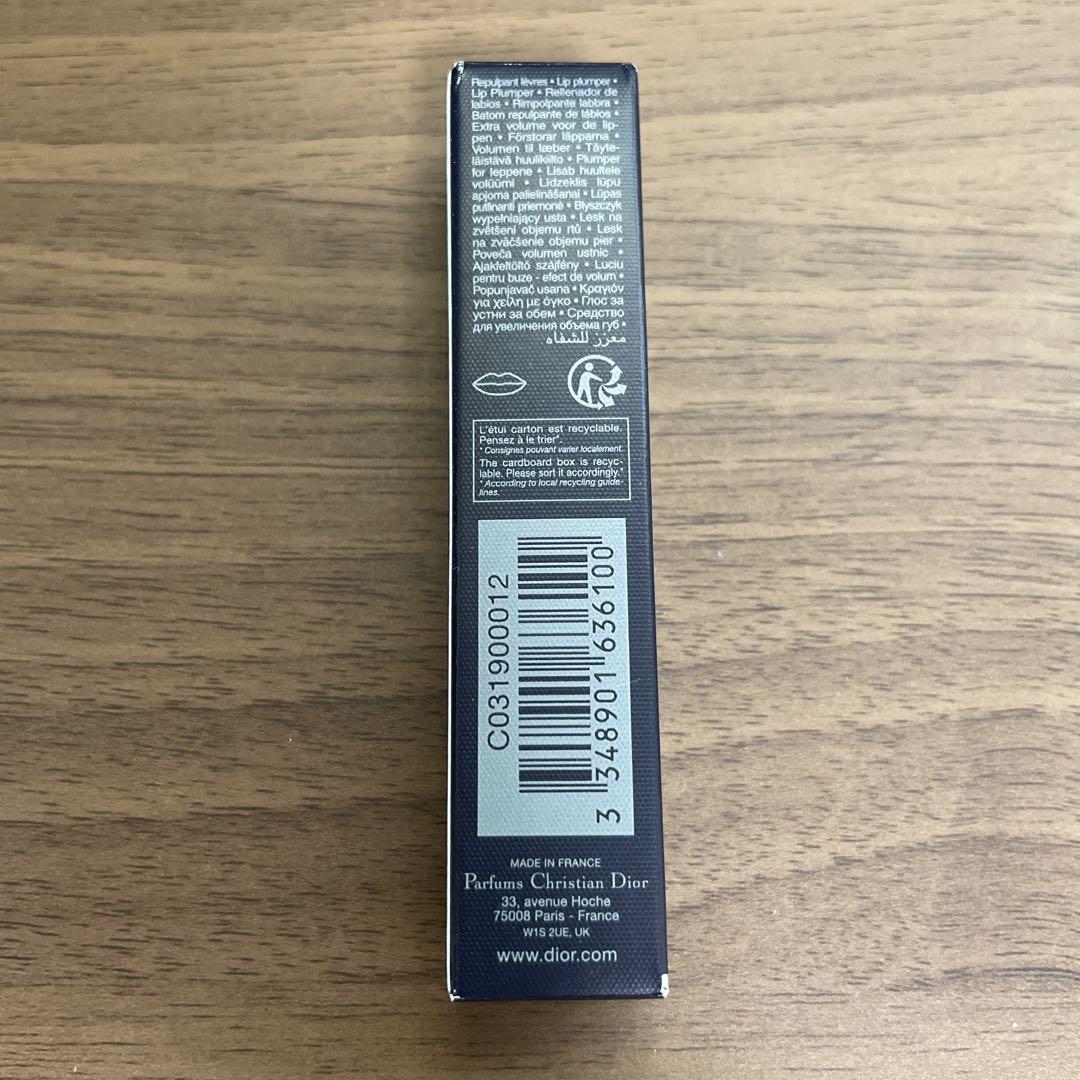 Repulpant lèvres • Lip plumper •
Lip Plumper • Rellenador de
labios • Rimpolpante labbra •
Batom repulpante de lábios •
Extra volume voor de lip-
pen • Förstorar läpparna •
Volumen til læber • Täyte-
läistävä huulikiilto • Plumper
for leppene • Lisab huultele
volüümi • Līdzeklis lūpu
apjoma palielināšanai • Lūpas
putlinanti priemonė • Błyszczyk
wypełniający usta • Lesk na
zvětšení objemu rtů • Lesk
na zväčšenie objemu pier •
Poveča volumen ustnic •
Ajakfeltöltő szájfény • Luciu
pentru buze - efect de volum •
Popunjavač usana • Κραγιόν
για χείλη με όγκο • Глос за
устни за обем • Средство
для увеличения объема губ •
معزز للشفاه
L'étui carton est recyclable.
Pensez à le trier*.
* Consignes pouvant varier localement.
The cardboard box is recyc-
lable. Please sort it accordingly.*
* According to local recycling guide-
lines.
C031900012
3 348901 636100
MADE IN FRANCE
Parfums Christian Dior
33, avenue Hoche
75008 Paris - France
W1S 2UE, UK
www.dior.com